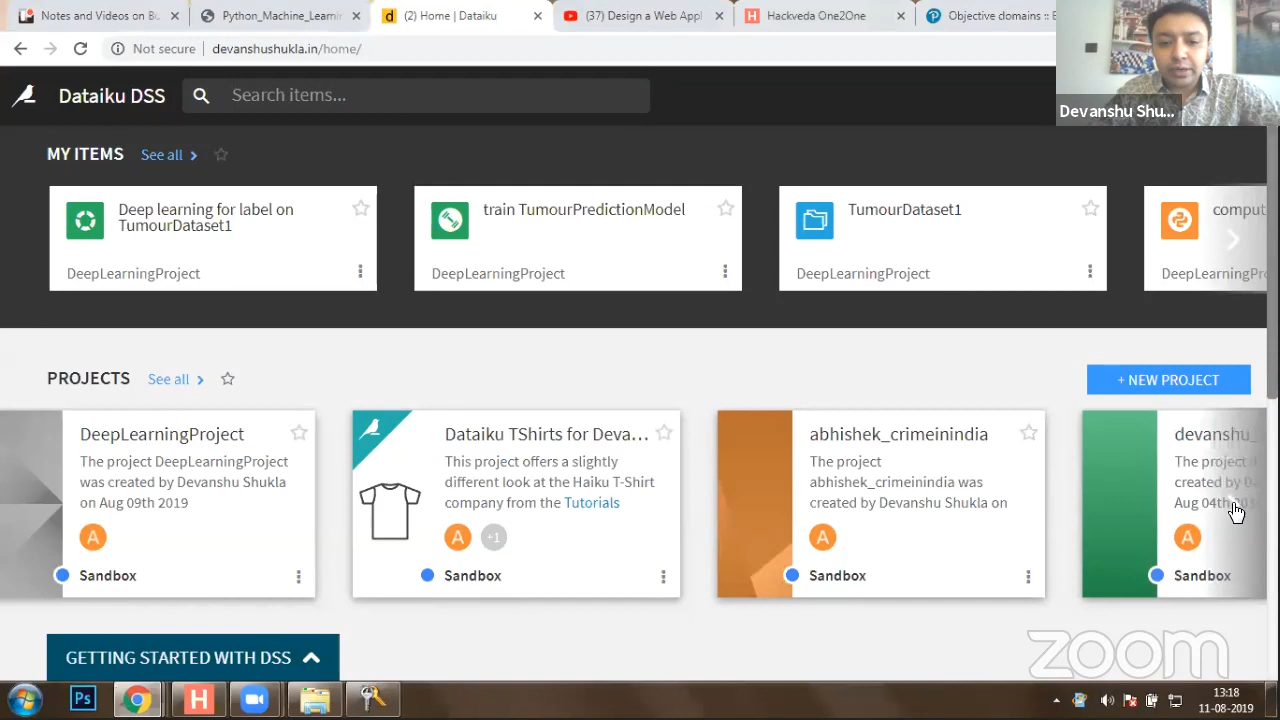 Notes and Videos on Bo
Python_Machine_Learnin
(2) Home | Dataiku
(37) Design a Web Appl
Hackveda One2One
Objective domains :: E
Not secure | devanshushukla.in/home/
Devanshu Shu...
Dataiku DSS
Search items...
MY ITEMS See all
Deep learning for label on
TumourDataset1
DeepLearningProject
train TumourPredictionModel
DeepLearningProject
TumourDataset1
DeepLearningProject
comput
DeepLearningPr
PROJECTS See all
+ NEW PROJECT
DeepLearningProject
The project DeepLearningProject
was created by Devanshu Shukla
on Aug 09th 2019
A
Sandbox
Dataiku TShirts for Deva...
This project offers a slightly
different look at the Haiku T-Shirt
company from the Tutorials
A +1
Sandbox
abhishek_crimeinindia
The project
abhishek_crimeinindia was
created by Devanshu Shukla on
A
Sandbox
devanshu_
The project
created by D
Aug 04th
A
Sandbox
GETTING STARTED WITH DSS
zoom
Ps
H
13:18
11-08-2019